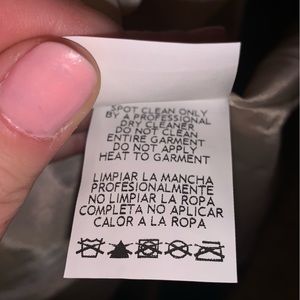 SPOT CLEAN ONLY
BY A PROFESSIONAL
DRY CLEANER
DO NOT CLEAN
ENTIRE GARMENT
DO NOT APPLY
HEAT TO GARMENT
LIMPIAR LA MANCHA
PROFESIONALMENTE
NO LIMPIAR LA ROPA
COMPLETA NO APLICAR
CALOR A LA ROPA